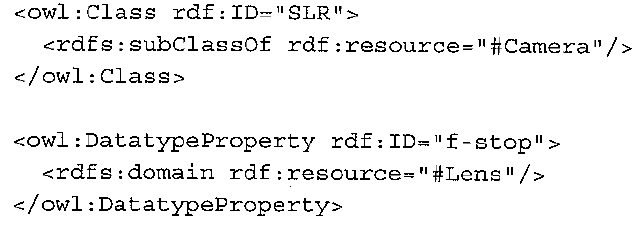 <owl:Class rdf:ID="SLR">
<rdfs:subClassOf rdf:resource="#Camera"/>
</owl:Class>
<owl:DatatypeProperty rdf:ID="f-stop">
<rdfs:domain rdf:resource="#Lens"/>
</owl:DatatypeProperty>